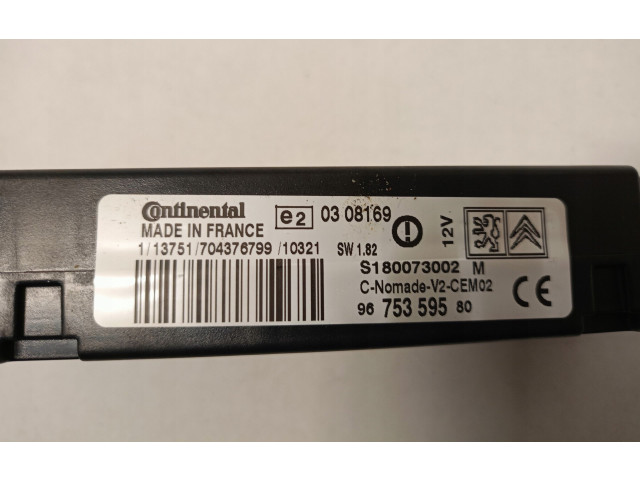 Continental e2 03 08169
MADE IN FRANCE
1/13751/704376799/10321 SW 1.82
12V
S180073002 M
C-Nomade-V2-CEM02
96 753 595 80
CE